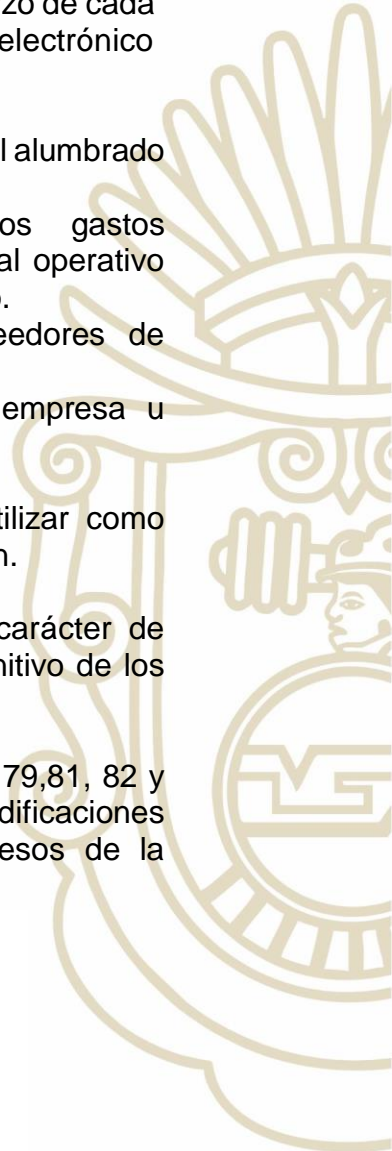 zo de cada
electrónico
l alumbrado
os gastos
al operativo
.
eedores de
empresa u
tilizar como
n.
carácter de
nitivo de los
79,81, 82 y
dificaciones
esos de la